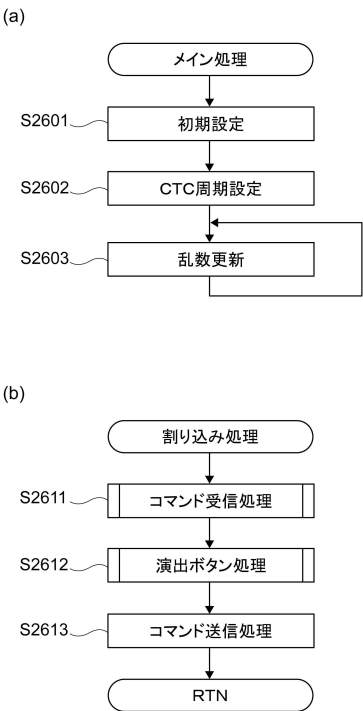 (a)
メイン処理
S2601
初期設定
S2602
CTC周期設定
S2603
乱数更新
(b)
割り込み処理
S2611
コマンド受信処理
S2612
演出ボタン処理
S2613
コマンド送信処理
RTN